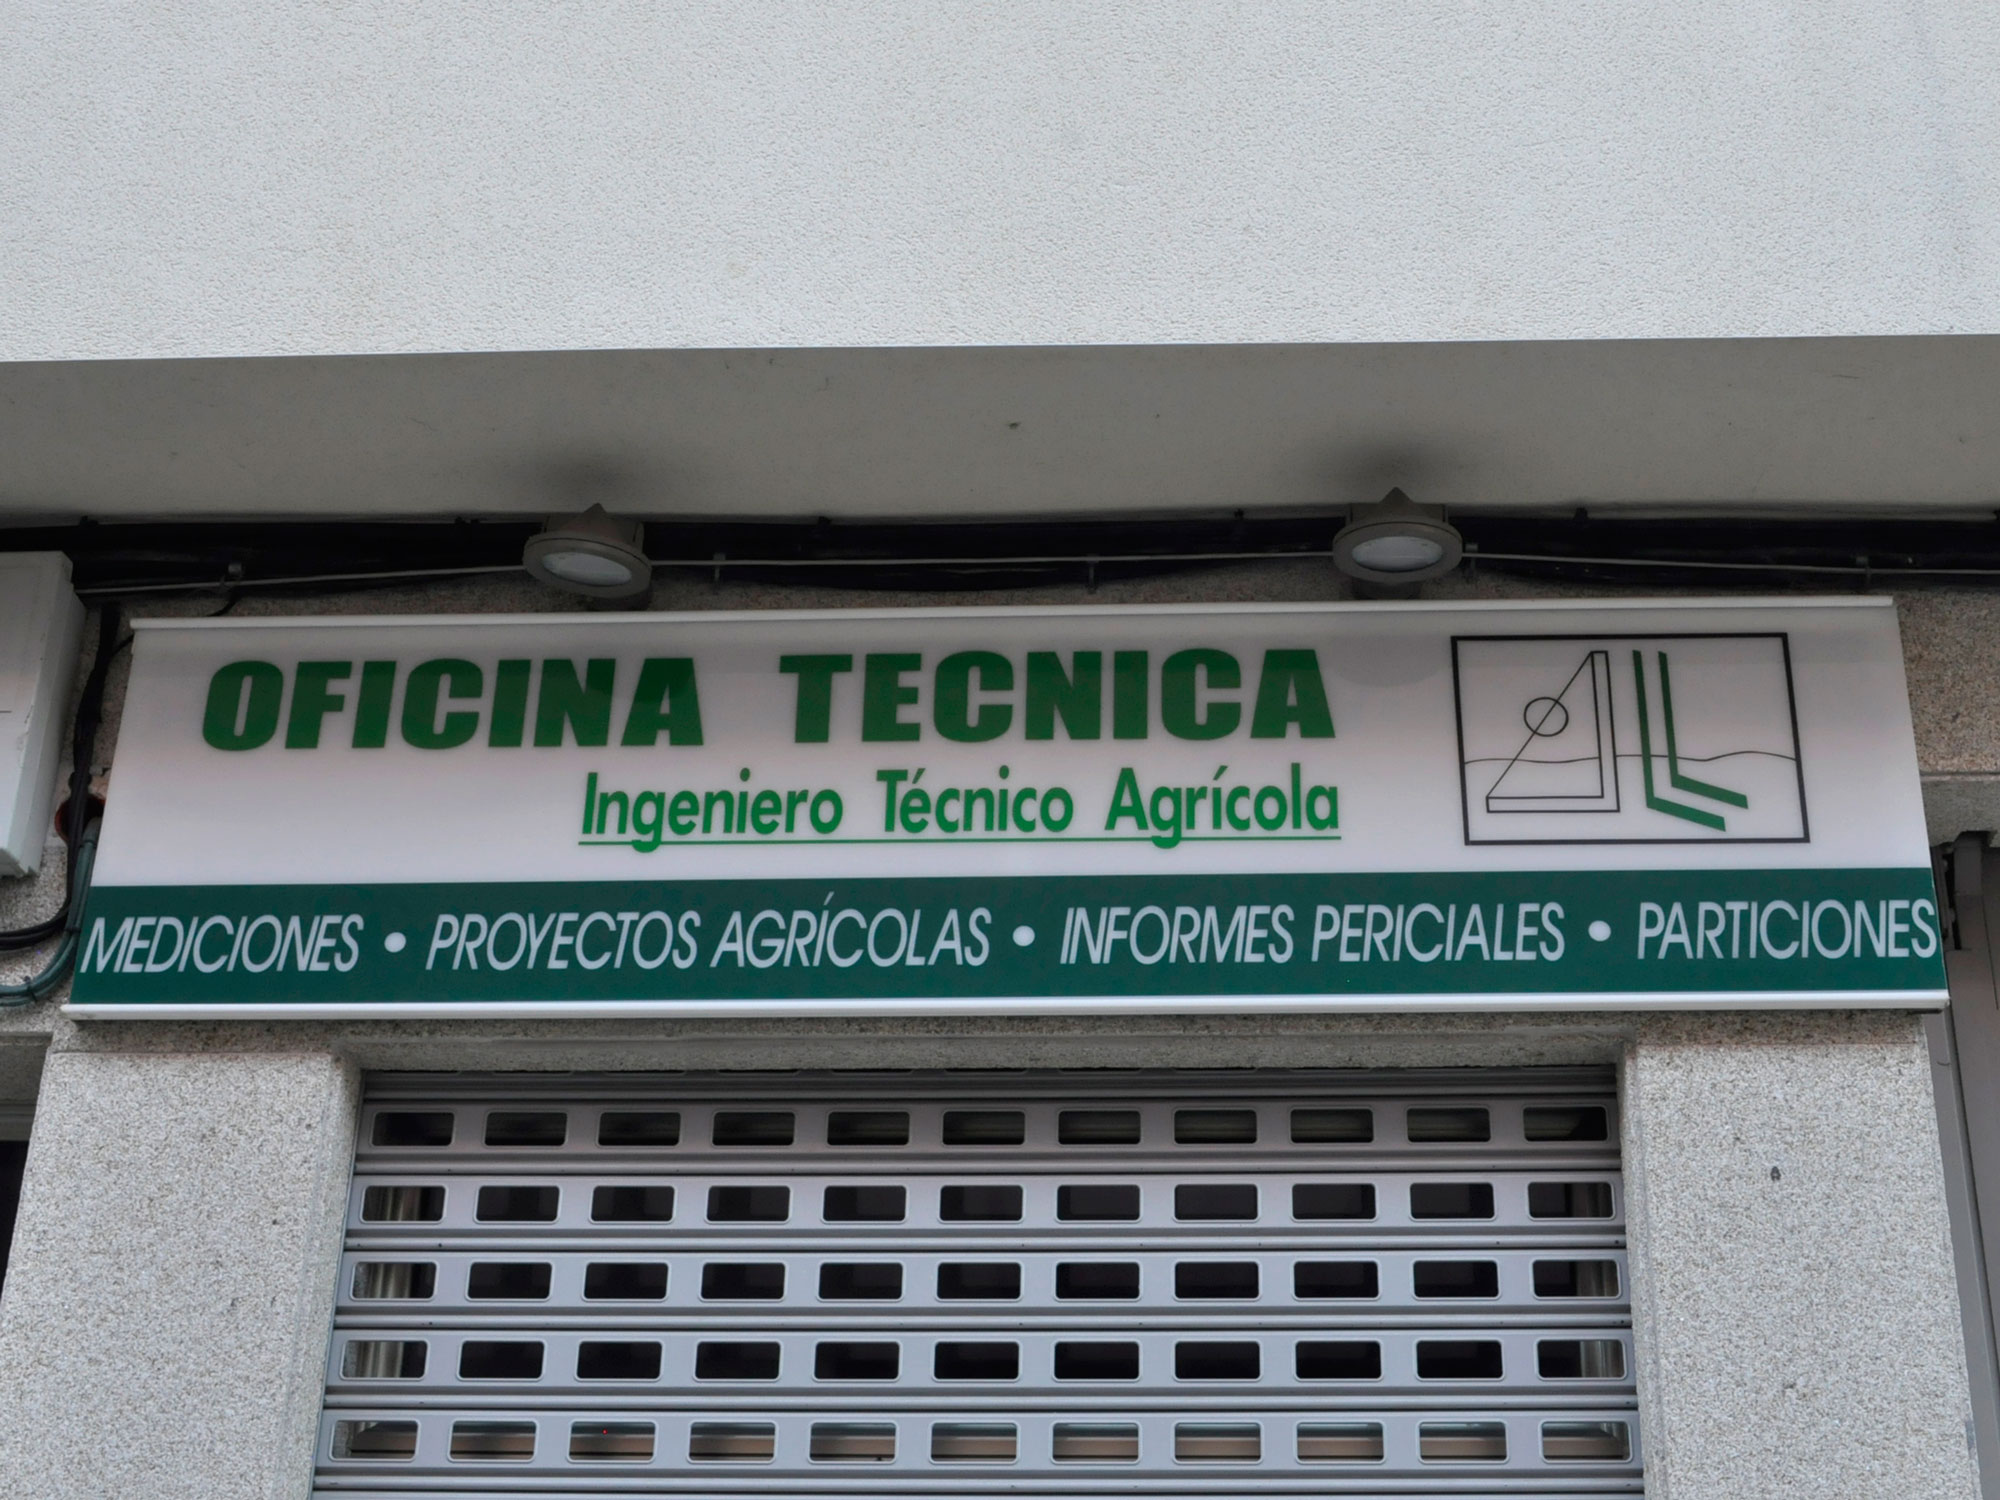 OFICINA TECNICA
Ingeniero Técnico Agrícola
MEDICIONES • PROYECTOS AGRÍCOLAS • INFORMES PERICIALES • PARTICIONES